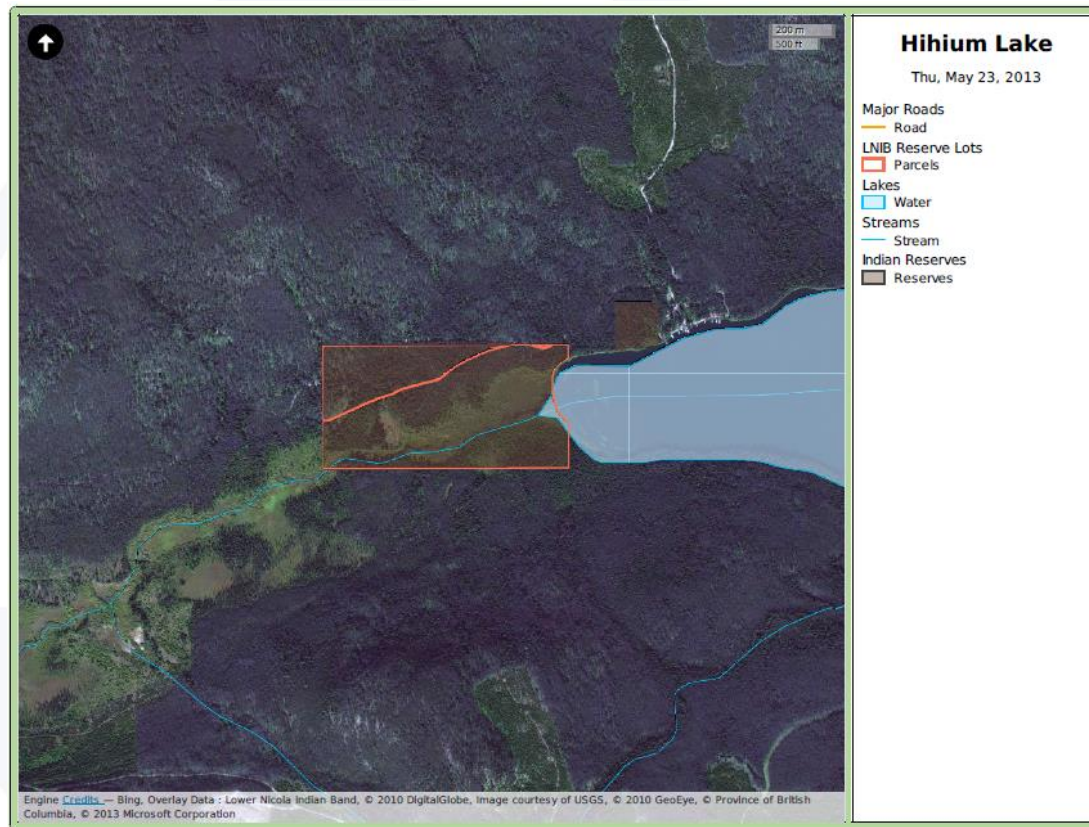 200 m
500 ft
Hihium Lake
Thu, May 23, 2013
Major Roads
Road
LNIB Reserve Lots
Parcels
Lakes
Water
Streams
Stream
Indian Reserves
Reserves
Engine Credits — Bing, Overlay Data : Lower Nicola Indian Band, © 2010 DigitalGlobe, Image courtesy of USGS, © 2010 GeoEye, © Province of British
Columbia, © 2013 Microsoft Corporation